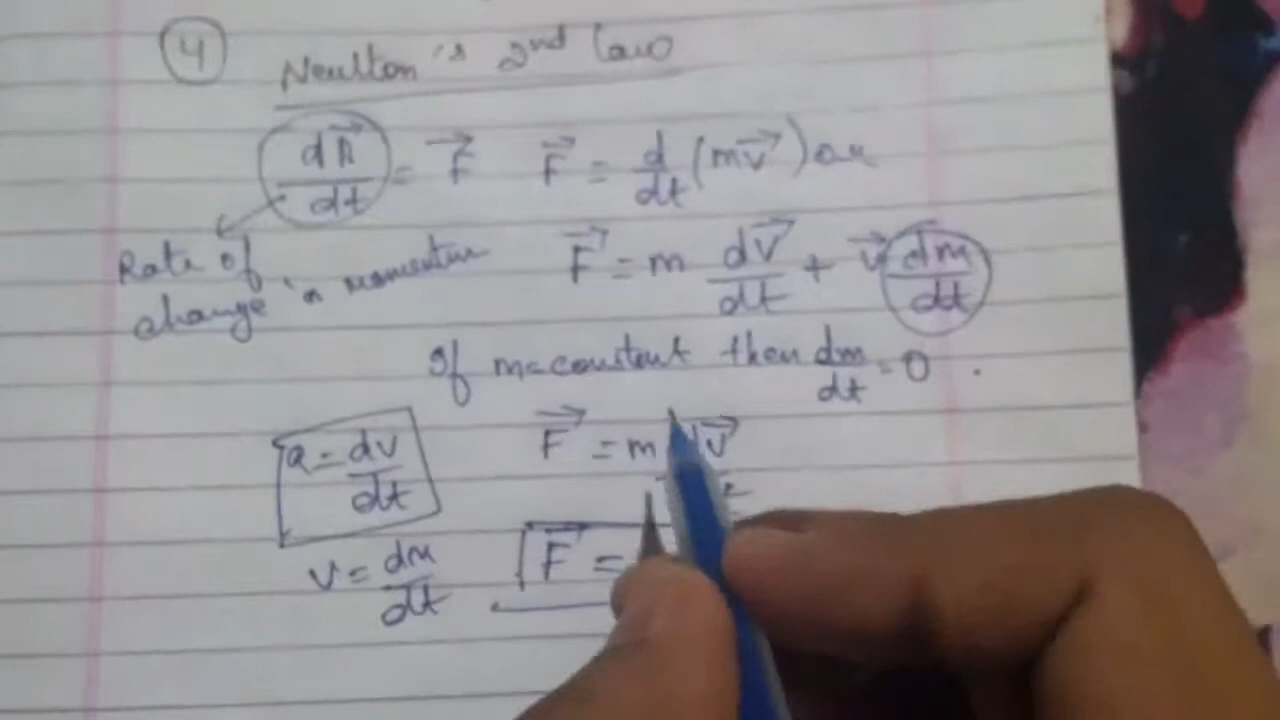 4 Newton's 2nd law
dP/dt = F F = d/dt (mv) or
Rate of change in momentum
F = m dv/dt + v dm/dt
If m=constant then dm/dt = 0.
F = m dv
a = dv/dt
F =
v = dx/dt